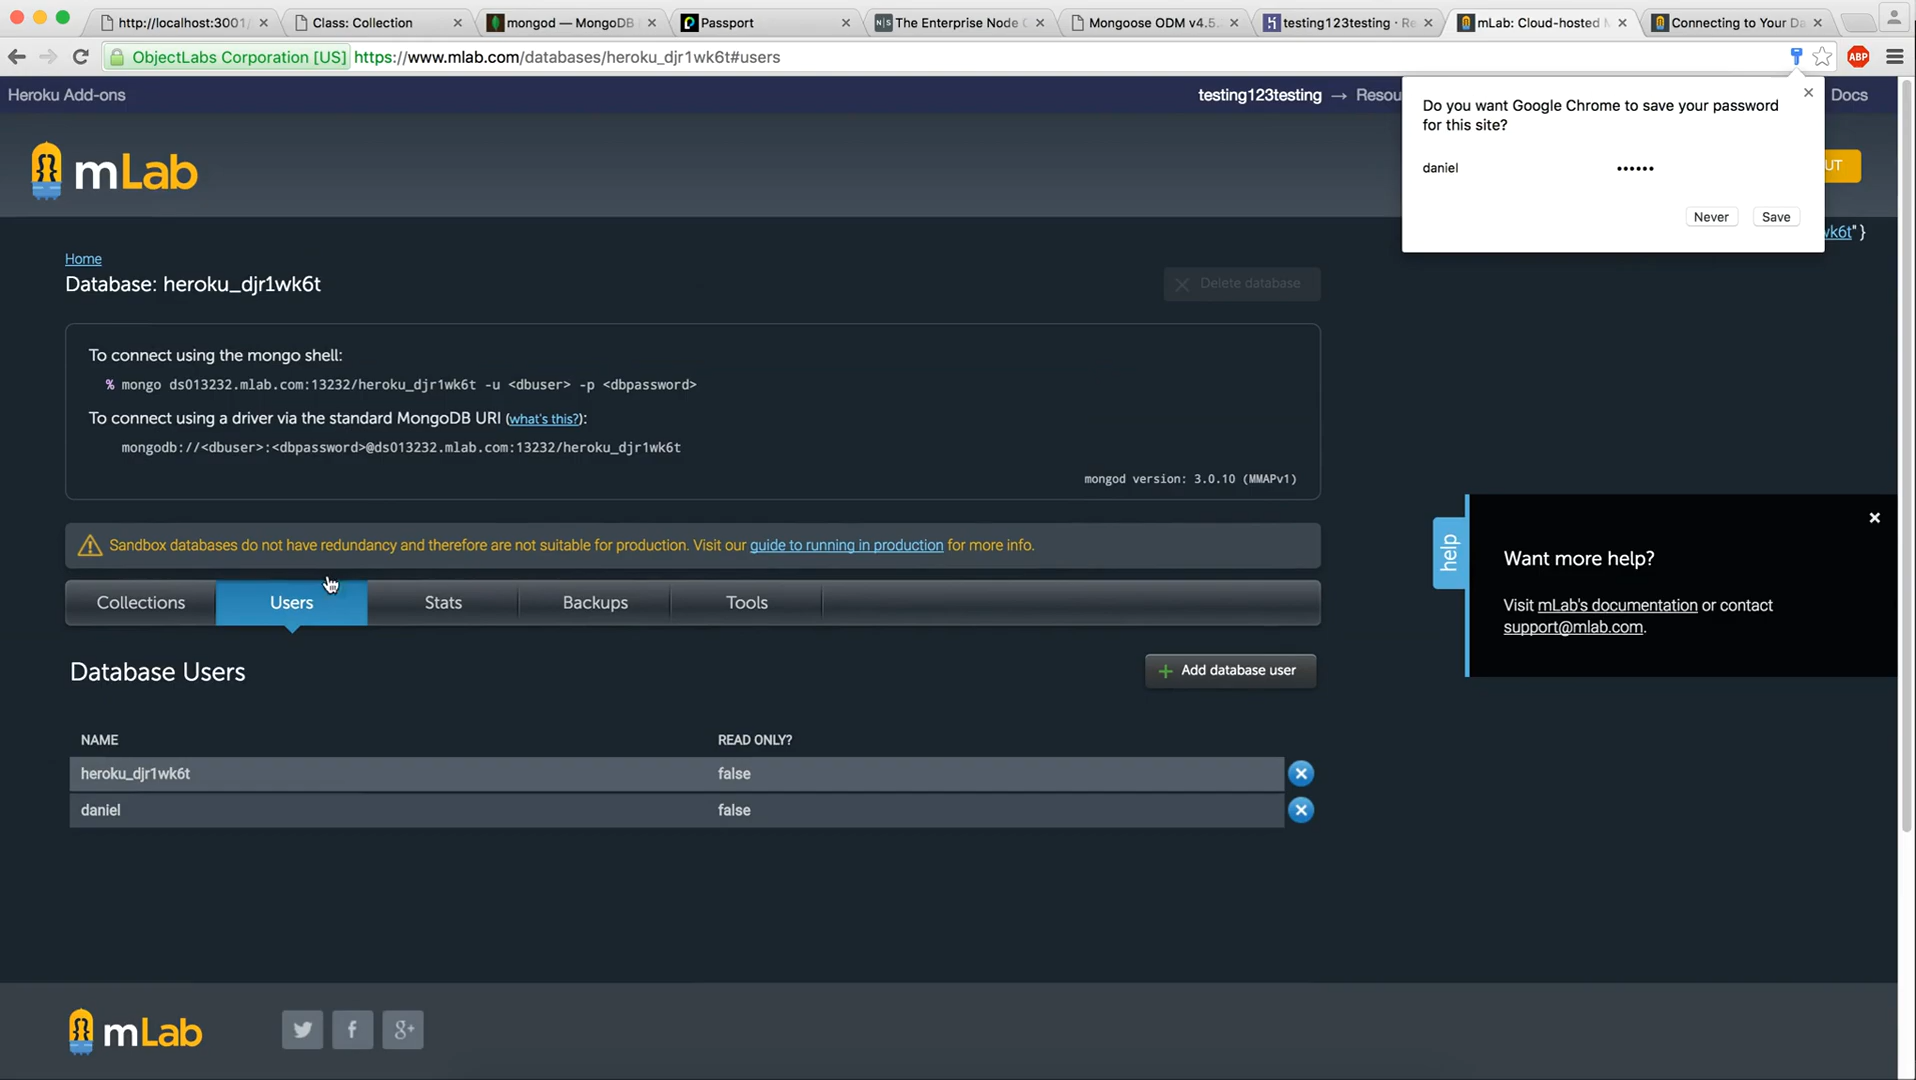 http://localhost:3001/
Class: Collection
mongod — MongoDB
Passport
The Enterprise Node
Mongoose ODM v4.5.
testing123testing · Re
mLab: Cloud-hosted M
Connecting to Your Da
ObjectLabs Corporation [US]
https://www.mlab.com/databases/heroku_djr1wk6t#users
ABP
Heroku Add-ons
testing123testing → Resou
Docs
Do you want Google Chrome to save your password
for this site?
daniel ••••••
Never
Save
mLab
UT
wk6t"}
Home
Database: heroku_djr1wk6t
Delete database
To connect using the mongo shell:
% mongo ds013232.mlab.com:13232/heroku_djr1wk6t -u <dbuser> -p <dbpassword>
To connect using a driver via the standard MongoDB URI (what's this?):
mongodb://<dbuser>:<dbpassword>@ds013232.mlab.com:13232/heroku_djr1wk6t
mongod version: 3.0.10 (MMAPv1)
Sandbox databases do not have redundancy and therefore are not suitable for production. Visit our guide to running in production for more info.
help
Want more help?
Visit mLab's documentation or contact
support@mlab.com.
Collections
Users
Stats
Backups
Tools
Database Users
+ Add database user
NAME READ ONLY?
heroku_djr1wk6t false
daniel false
mLab